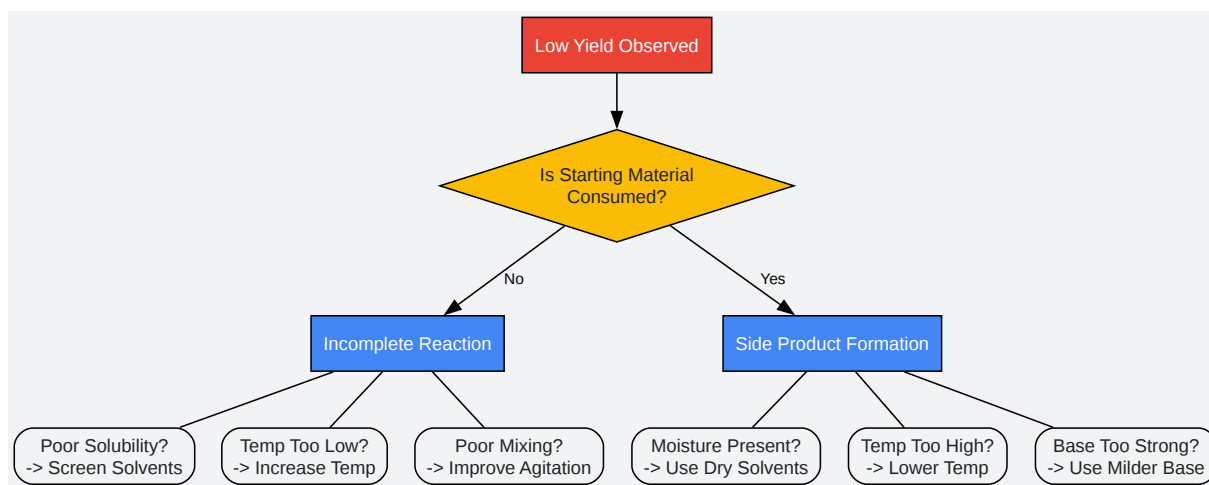 Low Yield Observed
Is Starting Material
Consumed?
No
Yes
Incomplete Reaction
Side Product Formation
Poor Solubility?
-> Screen Solvents
Temp Too Low?
-> Increase Temp
Poor Mixing?
-> Improve Agitation
Moisture Present?
-> Use Dry Solvents
Temp Too High?
-> Lower Temp
Base Too Strong?
-> Use Milder Base